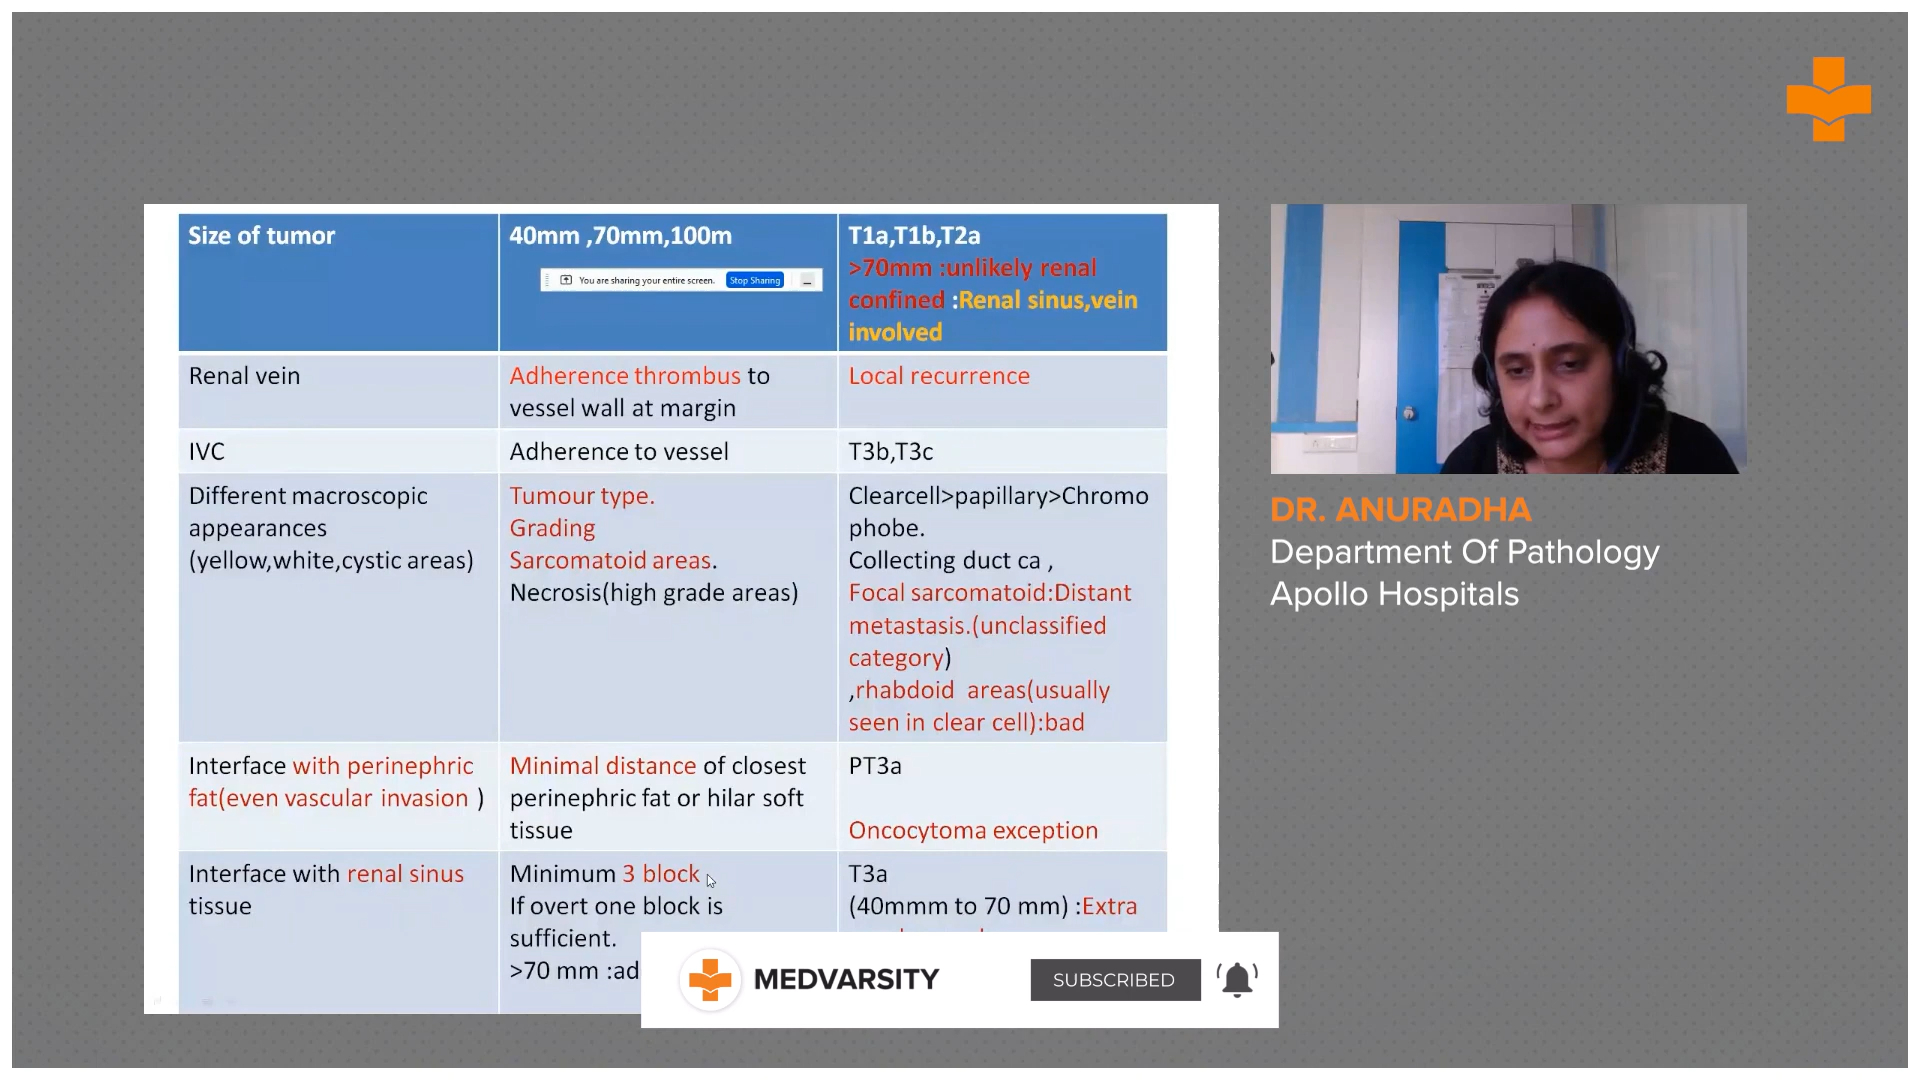 Size of tumor
40mm ,70mm,100m
You are sharing your entire screen. Stop Sharing
T1a,T1b,T2a
>70mm :unlikely renal
confined :Renal sinus,vein
involved
Renal vein
Adherence thrombus to
vessel wall at margin
Local recurrence
IVC
Adherence to vessel
T3b,T3c
Different macroscopic
appearances
(yellow,white,cystic areas)
Tumour type.
Grading
Sarcomatoid areas.
Necrosis(high grade areas)
Clearcell>papillary>Chromo
phobe.
Collecting duct ca ,
Focal sarcomatoid:Distant
metastasis.(unclassified
category)
,rhabdoid areas(usually
seen in clear cell):bad
Interface with perinephric
fat(even vascular invasion )
Minimal distance of closest
perinephric fat or hilar soft
tissue
PT3a
Oncocytoma exception
Interface with renal sinus
tissue
Minimum 3 block
If overt one block is
sufficient.
>70 mm :ad
T3a
(40mmm to 70 mm) :Extra
DR. ANURADHA
Department Of Pathology
Apollo Hospitals
MEDVARSITY
SUBSCRIBED